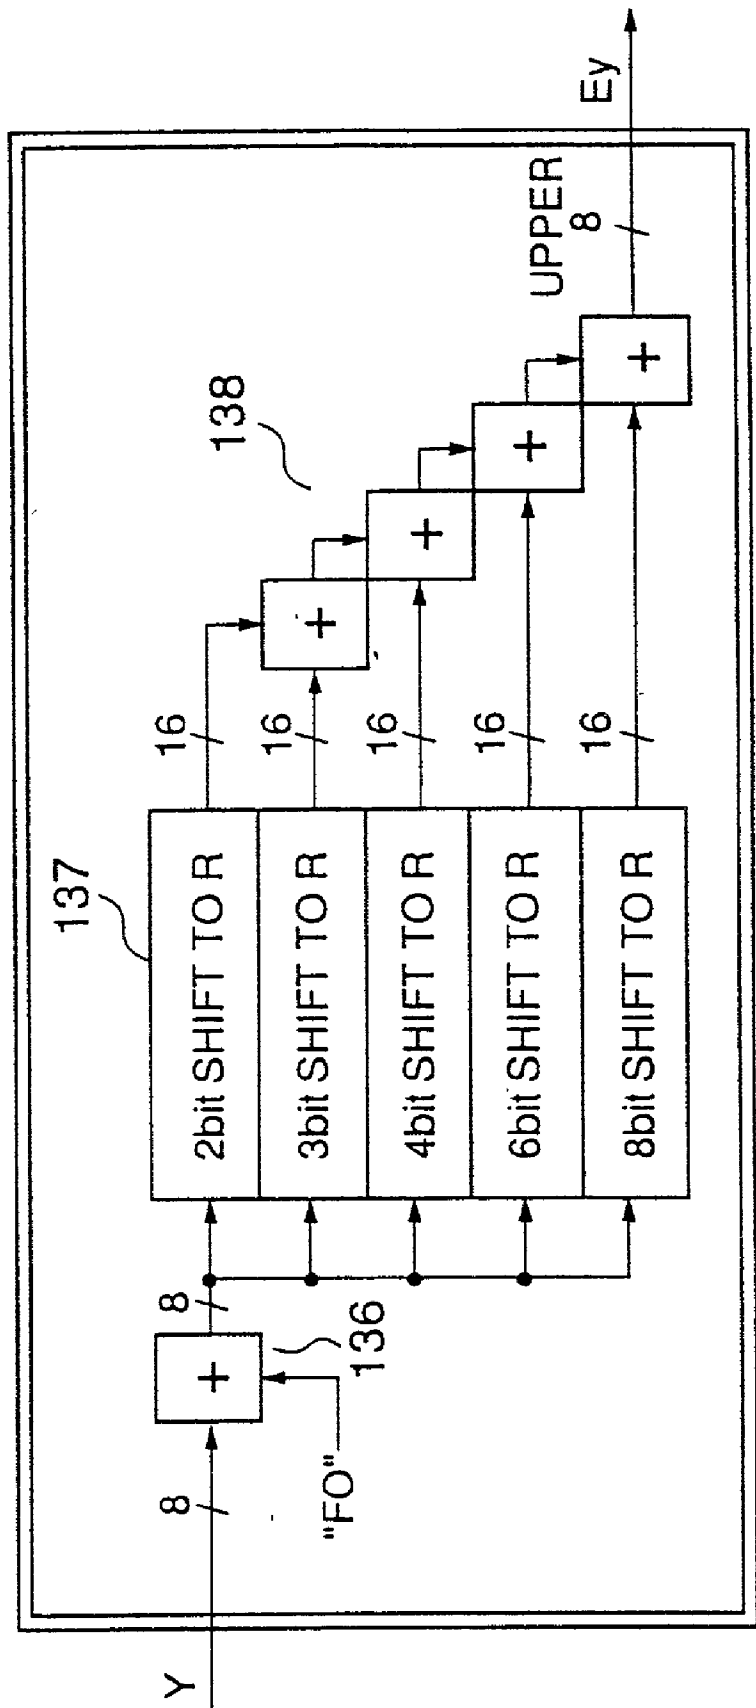 Y
8
"FO"
136
8
137
2bit SHIFT TO R
3bit SHIFT TO R
4bit SHIFT TO R
6bit SHIFT TO R
8bit SHIFT TO R
16
16
16
16
16
138
+
+
+
+
+
UPPER
8
Ey